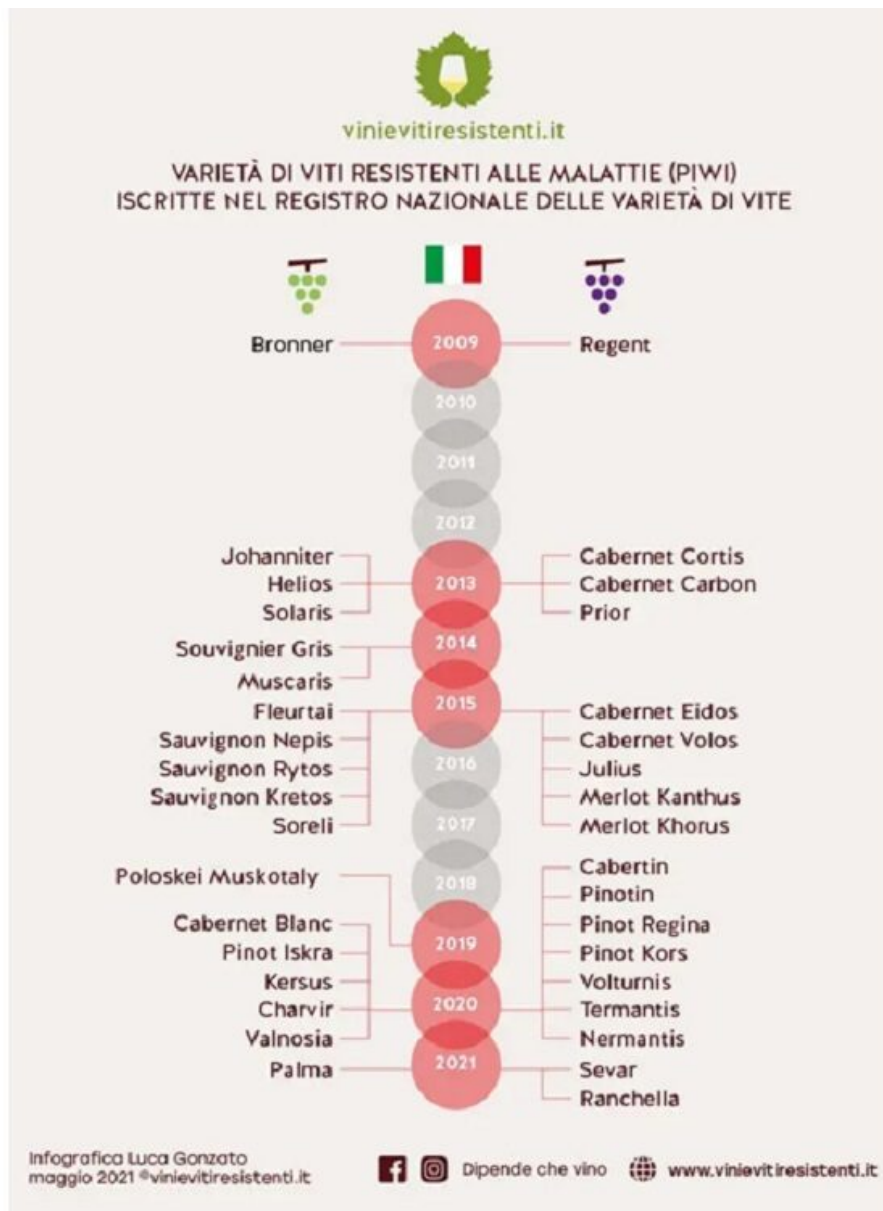 vinievitiresistenti.it
VARIETÀ DI VITI RESISTENTI ALLE MALATTIE (PIWI)
ISCRITTE NEL REGISTRO NAZIONALE DELLE VARIETÀ DI VITE
Bronner
2009
Regent
2010
2011
2012
Johanniter
Helios
Solaris
2013
Cabernet Cortis
Cabernet Carbon
Prior
Souvignier Gris
Muscaris
2014
Fleurtai
Sauvignon Nepis
Sauvignon Rytos
Sauvignon Kretos
Soreli
2015
Cabernet Eidos
Cabernet Volos
Julius
Merlot Kanthus
Merlot Khorus
2016
2017
2018
Poloskei Muskotaly
2019
Cabernet Blanc
Pinot Iskra
Kersus
Charvir
Valnosia
2020
Cabertin
Pinotin
Pinot Regina
Pinot Kors
Volturnis
Termantis
Nermantis
Palma
2021
Sevar
Ranchella
Infografica Luca Gonzato
maggio 2021 ©vinievitiresistenti.it
Dipende che vino
www.vinievitiresistenti.it